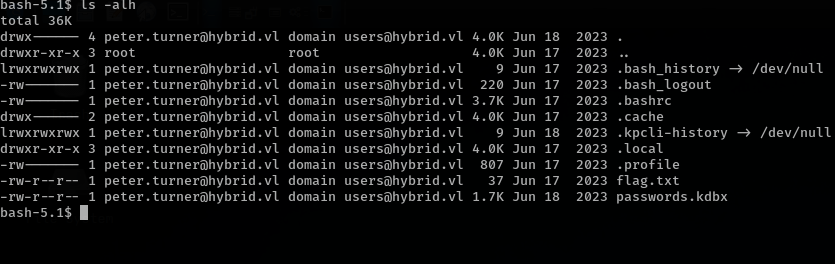 bash-5.1$ ls -alh
total 36K
drwx------ 4 peter.turner@hybrid.vl domain users@hybrid.vl 4.0K Jun 18  2023 .
drwxr-xr-x 3 root                   root                   4.0K Jun 17  2023 ..
lrwxrwxrwx 1 peter.turner@hybrid.vl domain users@hybrid.vl    9 Jun 17  2023 .bash_history -> /dev/null
-rw------- 1 peter.turner@hybrid.vl domain users@hybrid.vl  220 Jun 17  2023 .bash_logout
-rw------- 1 peter.turner@hybrid.vl domain users@hybrid.vl 3.7K Jun 17  2023 .bashrc
drwx------ 2 peter.turner@hybrid.vl domain users@hybrid.vl 4.0K Jun 17  2023 .cache
lrwxrwxrwx 1 peter.turner@hybrid.vl domain users@hybrid.vl    9 Jun 18  2023 .kpcli-history -> /dev/null
drwxr-xr-x 3 peter.turner@hybrid.vl domain users@hybrid.vl 4.0K Jun 17  2023 .local
-rw------- 1 peter.turner@hybrid.vl domain users@hybrid.vl  807 Jun 17  2023 .profile
-rw-r--r-- 1 peter.turner@hybrid.vl domain users@hybrid.vl   37 Jun 17  2023 flag.txt
-rw-r--r-- 1 peter.turner@hybrid.vl domain users@hybrid.vl 1.7K Jun 18  2023 passwords.kdbx
bash-5.1$